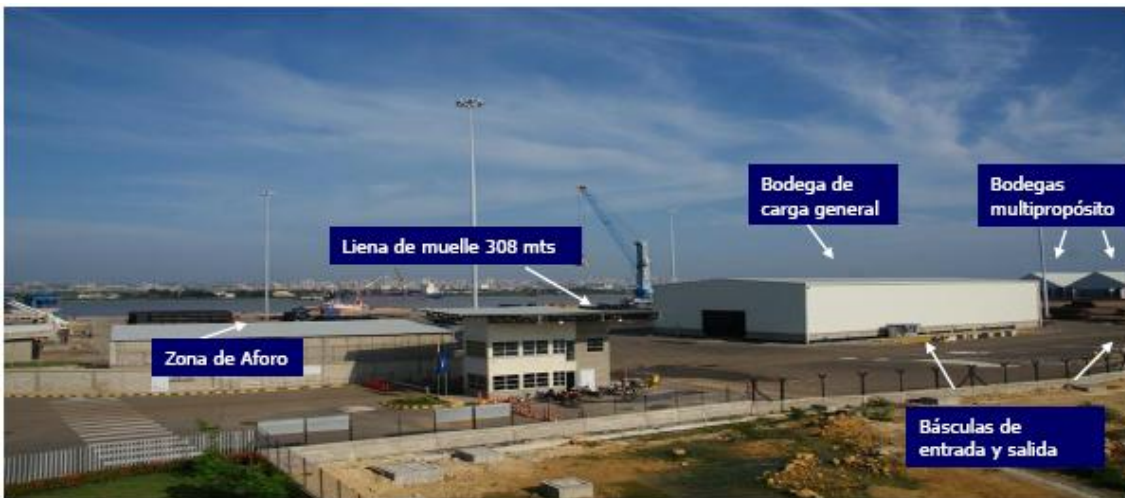 Bodega de
carga general
Bodegas
multipropósito
Liena de muelle 308 mts
Zona de Aforo
Básculas de
entrada y salida